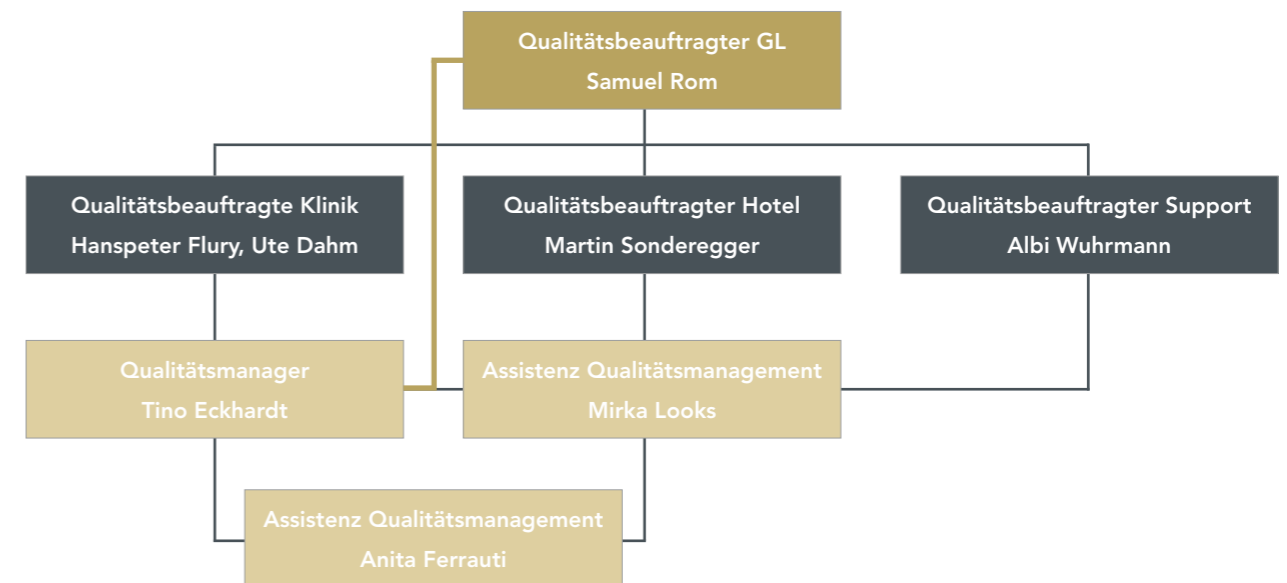 Qualitätsbeauftragter GL
Samuel Rom
Qualitätsbeauftragte Klinik
Hanspeter Flury, Ute Dahm
Qualitätsbeauftragter Hotel
Martin Sonderegger
Qualitätsbeauftragter Support
Albi Wuhrmann
Qualitätsmanager
Tino Eckhardt
Assistenz Qualitätsmanagement
Mirka Looks
Assistenz Qualitätsmanagement
Anita Ferrauti